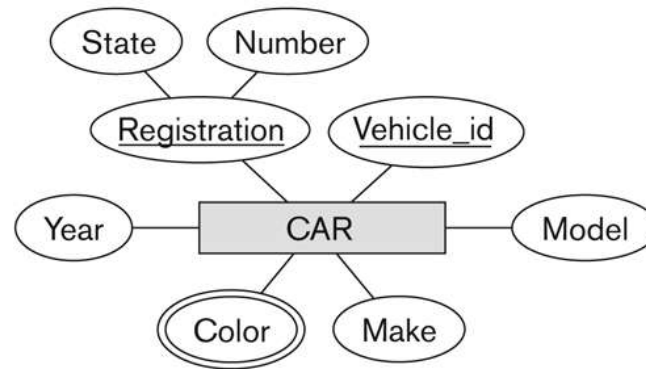 State Number
Registration Vehicle_id
Year CAR Model
Color Make